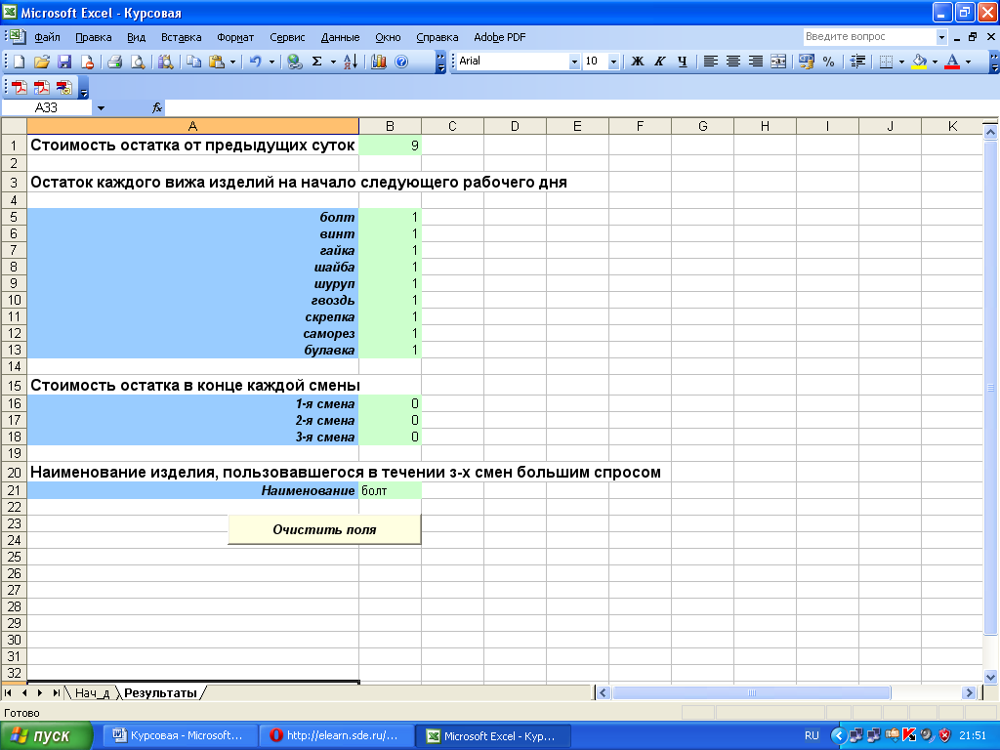 Microsoft Excel - Курсовая
Файл Правка Вид Вставка Формат Сервис Данные Окно Справка Adobe PDF Введите вопрос
Arial 10 Ж К Ч %
A33 fx
A B C D E F G H I J K
1 Стоимость остатка от предыдущих суток 9
2
3 Остаток каждого вижа изделий на начало следующего рабочего дня
4
5 болт 1
6 винт 1
7 гайка 1
8 шайба 1
9 шуруп 1
10 гвоздь 1
11 скрепка 1
12 саморез 1
13 булавка 1
14
15 Стоимость остатка в конце каждой смены
16 1-я смена 0
17 2-я смена 0
18 3-я смена 0
19
20 Наименование изделия, пользовавшегося в течении з-х смен большим спросом
21 Наименование болт
22
23 Очистить поля
24
25
26
27
28
29
30
31
32
Нач_д Результаты
Готово
пуск Курсовая - Microsoft... http://elearn.sde.ru/... Microsoft Excel - Кур... RU 21:51